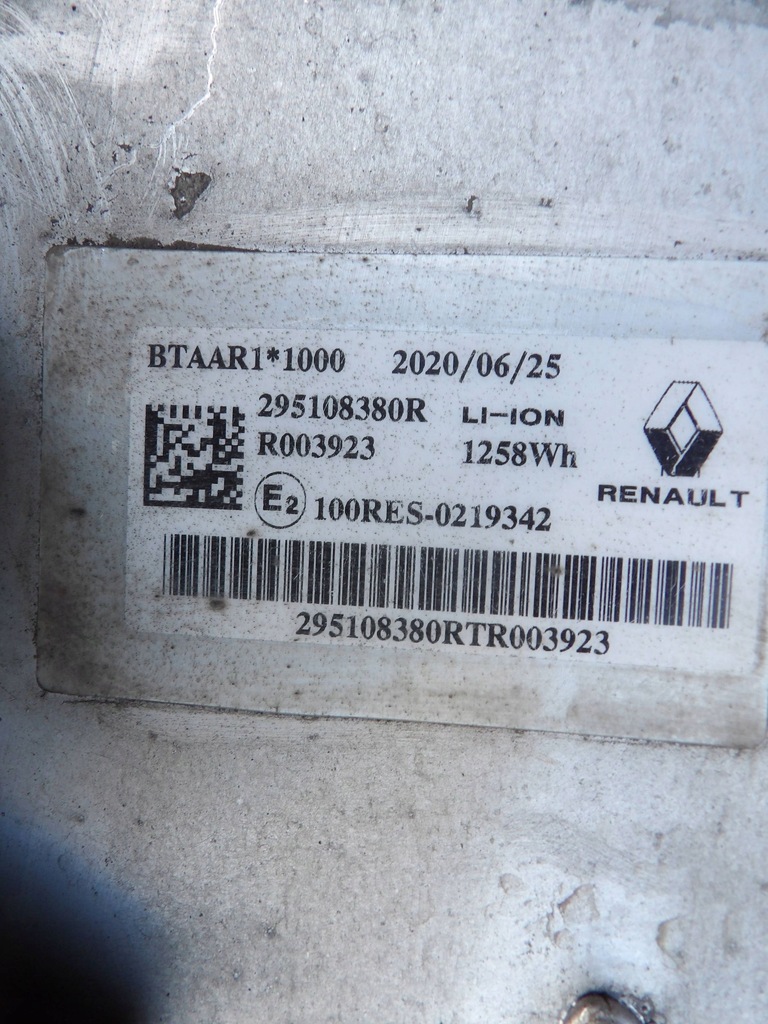 BTAAR1*1000 2020/06/25
295108380R LI-ION
R003923 1258Wh
RENAULT
E2 100RES-0219342
295108380RTR003923